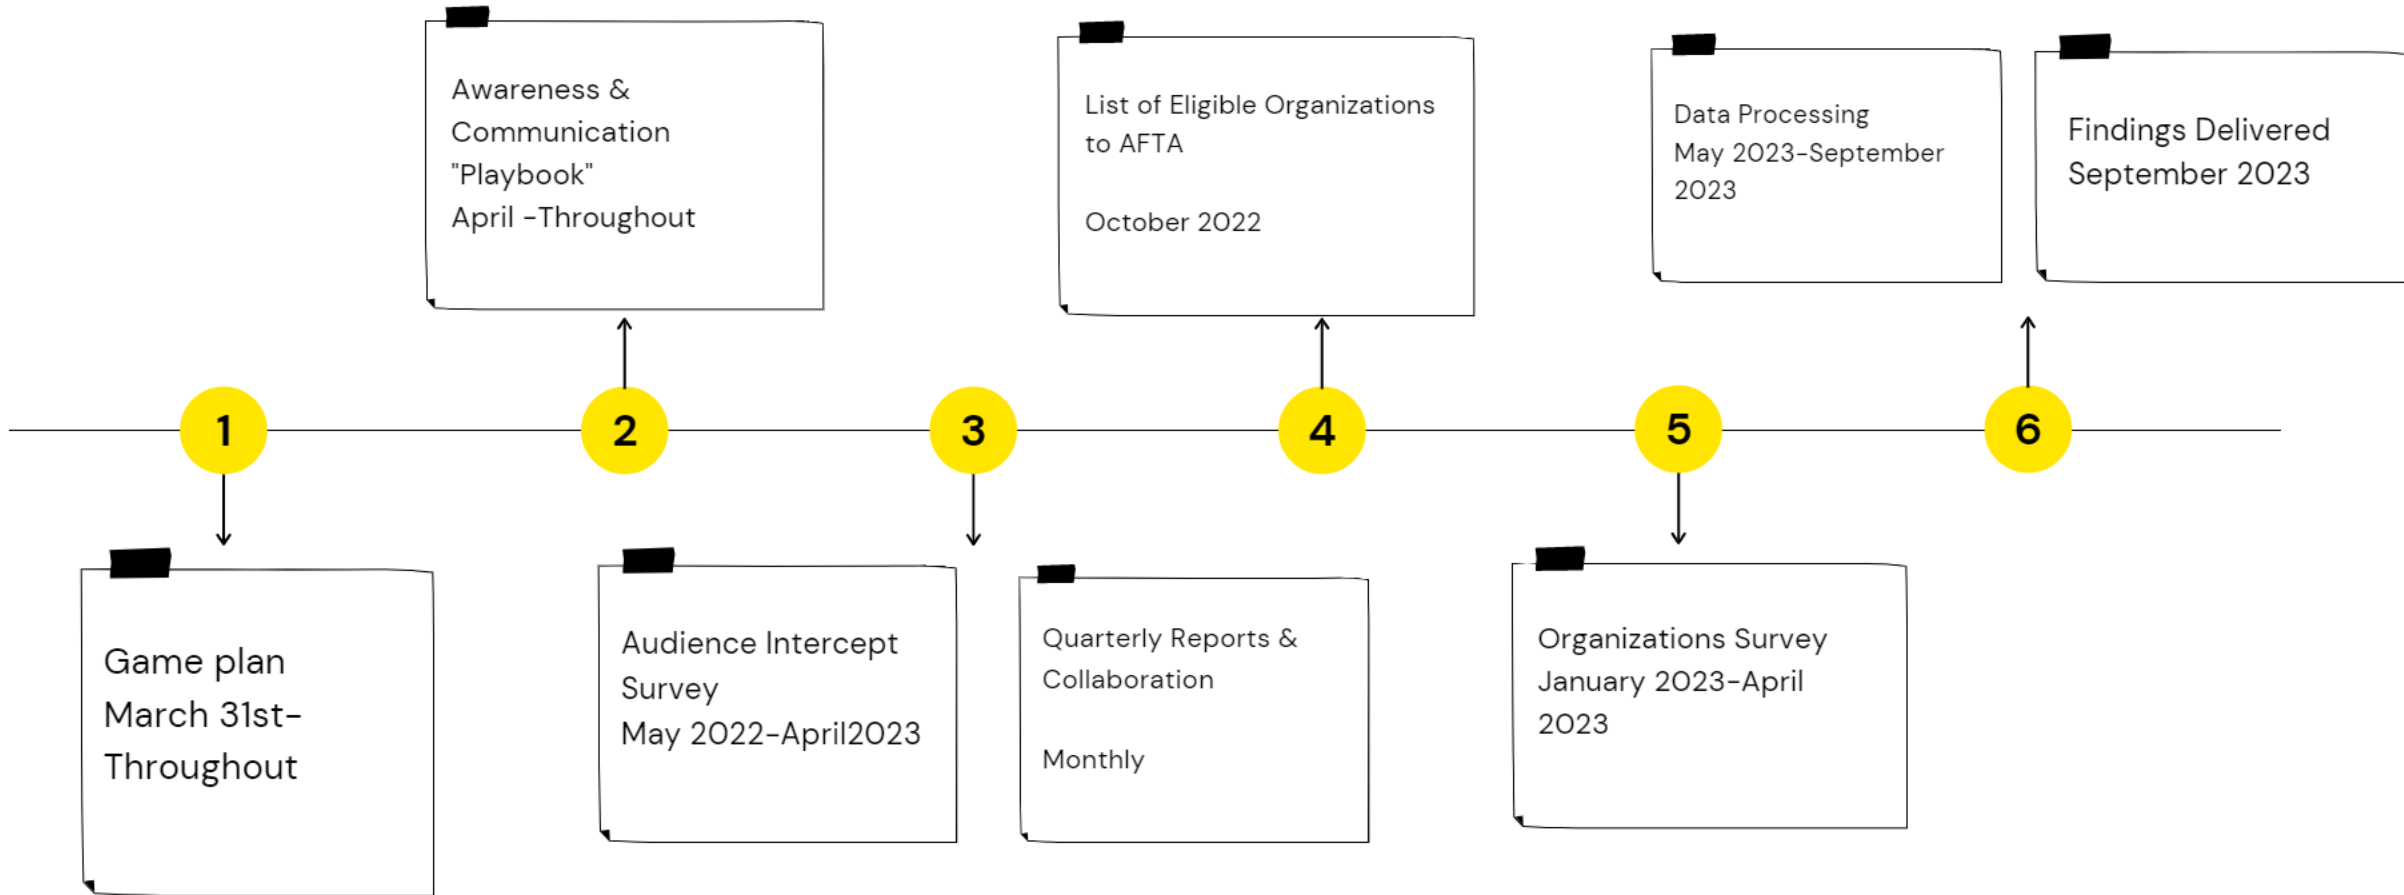 Awareness &
Communication
"Playbook"
April -Throughout
List of Eligible Organizations
to AFTA
October 2022
Data Processing
May 2023-September
2023
Findings Delivered
September 2023
1
2
3
4
5
6
Game plan
March 31st-
Throughout
Audience Intercept
Survey
May 2022-April2023
Quarterly Reports &
Collaboration
Monthly
Organizations Survey
January 2023-April
2023